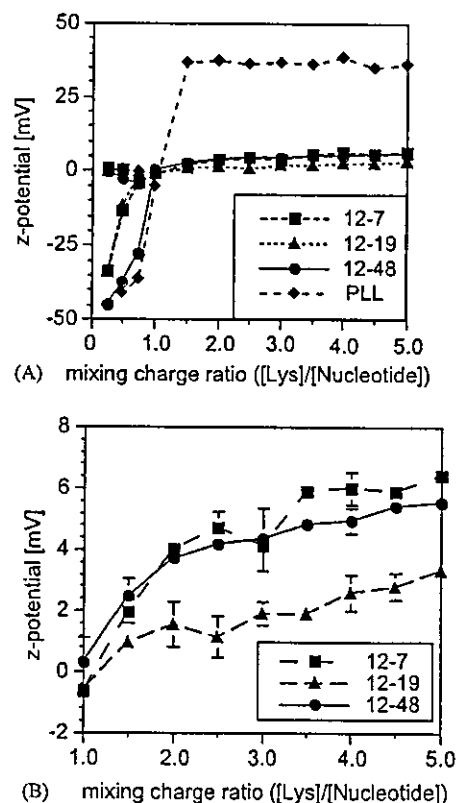 50
25
0
-25
-50
z-potential [mV]
12-7
12-19
12-48
PLL
0 1.0 2.0 3.0 4.0 5.0
(A) mixing charge ratio ([Lys]/[Nucleotide])
8
6
4
2
0
-2
z-potential [mV]
12-7
12-19
12-48
1.0 2.0 3.0 4.0 5.0
(B) mixing charge ratio ([Lys]/[Nucleotide])